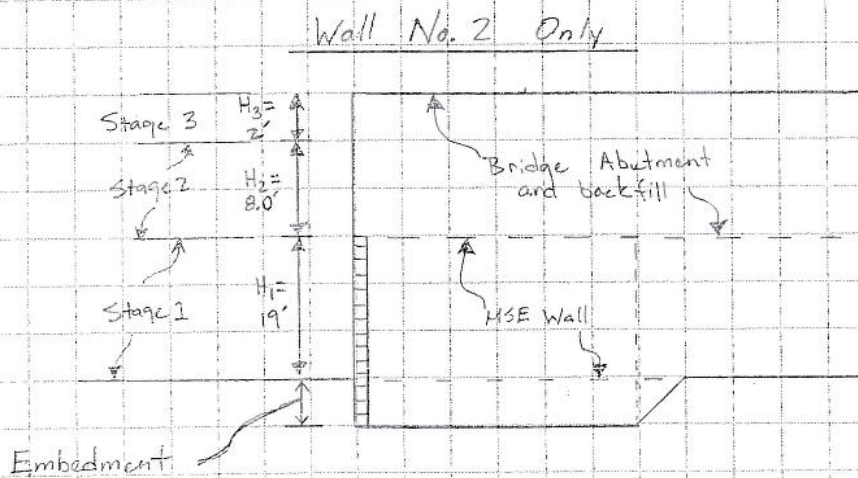 Wall No. 2 Only
Stage 3
H3=
2'
Bridge Abutment
and backfill
Stage 2
H2=
8.0'
Stage 1
H1=
19'
MSE Wall
Embedment